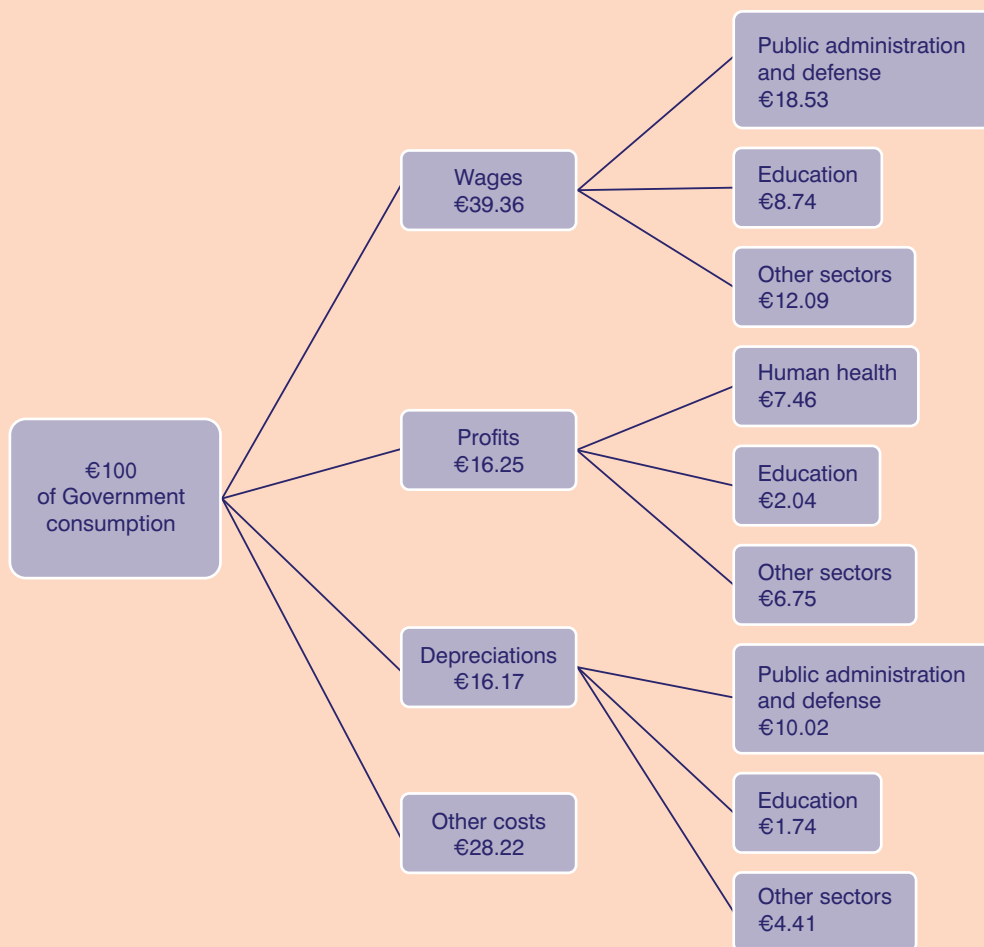 €100
of Government
consumption
Wages
€39.36
Public administration
and defense
€18.53
Education
€8.74
Other sectors
€12.09
Profits
€16.25
Human health
€7.46
Education
€2.04
Other sectors
€6.75
Depreciations
€16.17
Public administration
and defense
€10.02
Education
€1.74
Other sectors
€4.41
Other costs
€28.22